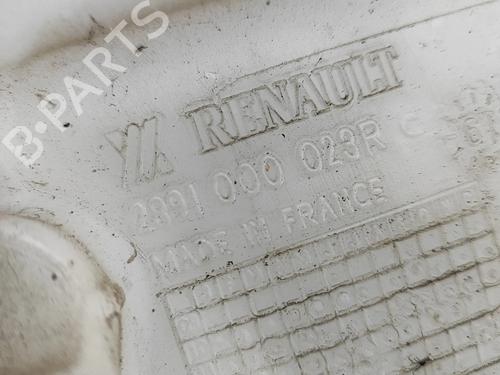 B-PARTS
RENAULT
2891 000 023R C
MADE IN FRANCE